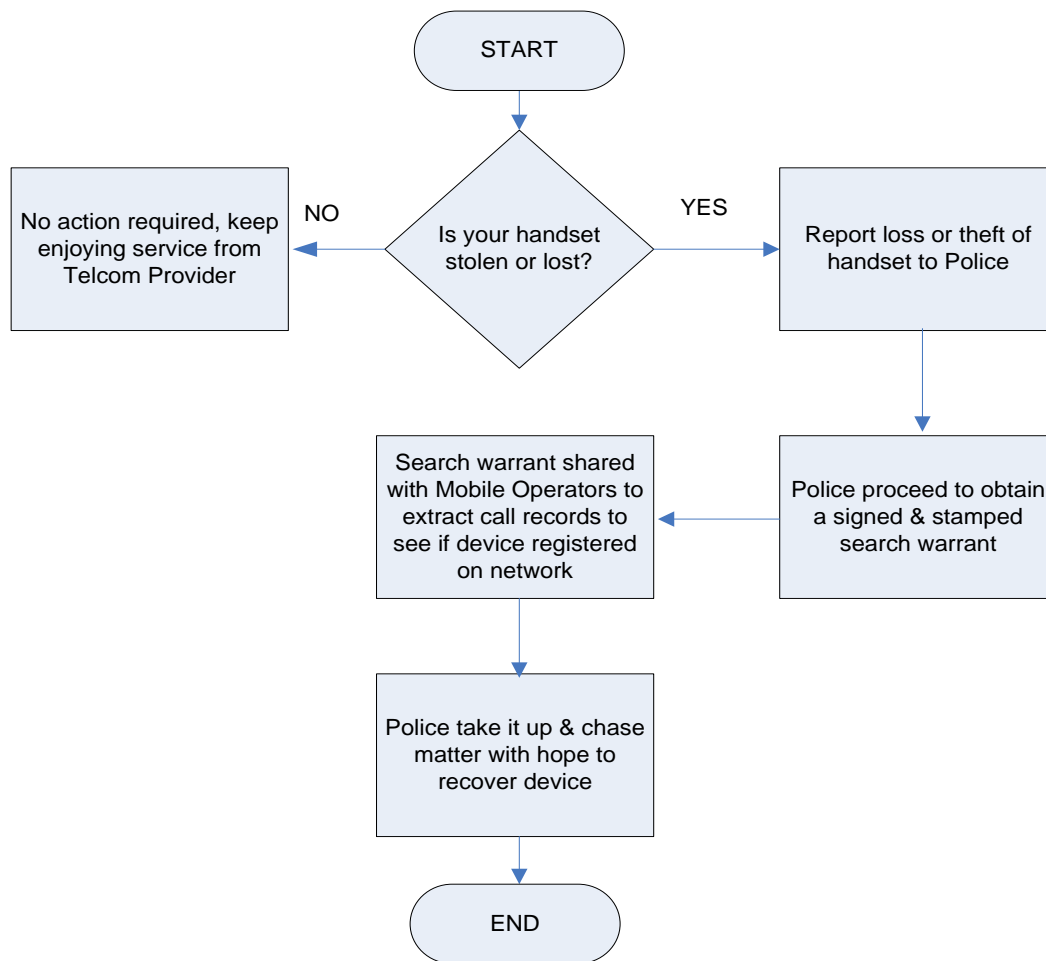 START
Is your handset
stolen or lost?
NO
No action required, keep
enjoying service from
Telcom Provider
YES
Report loss or theft of
handset to Police
Police proceed to obtain
a signed & stamped
search warrant
Search warrant shared
with Mobile Operators to
extract call records to
see if device registered
on network
Police take it up & chase
matter with hope to
recover device
END